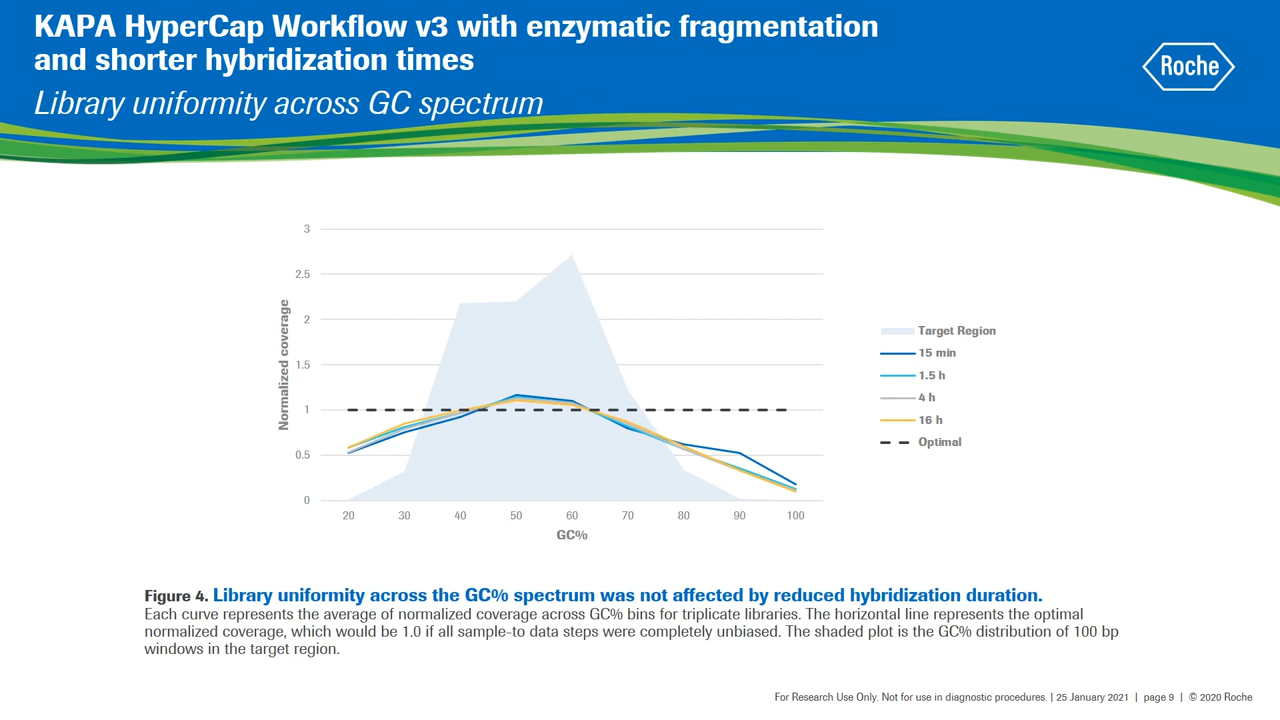 KAPA HyperCap Workflow v3 with enzymatic fragmentation
and shorter hybridization times
Library uniformity across GC spectrum
Roche
3
2.5
2
1.5
1
0.5
0
Normalized coverage
20 30 40 50 60 70 80 90 100
GC%
Target Region
15 min
1.5 h
4 h
16 h
Optimal
Figure 4. Library uniformity across the GC% spectrum was not affected by reduced hybridization duration.
Each curve represents the average of normalized coverage across GC% bins for triplicate libraries. The horizontal line represents the optimal
normalized coverage, which would be 1.0 if all sample-to data steps were completely unbiased. The shaded plot is the GC% distribution of 100 bp
windows in the target region.
For Research Use Only. Not for use in diagnostic procedures. | 25 January 2021 | page 9 | © 2020 Roche